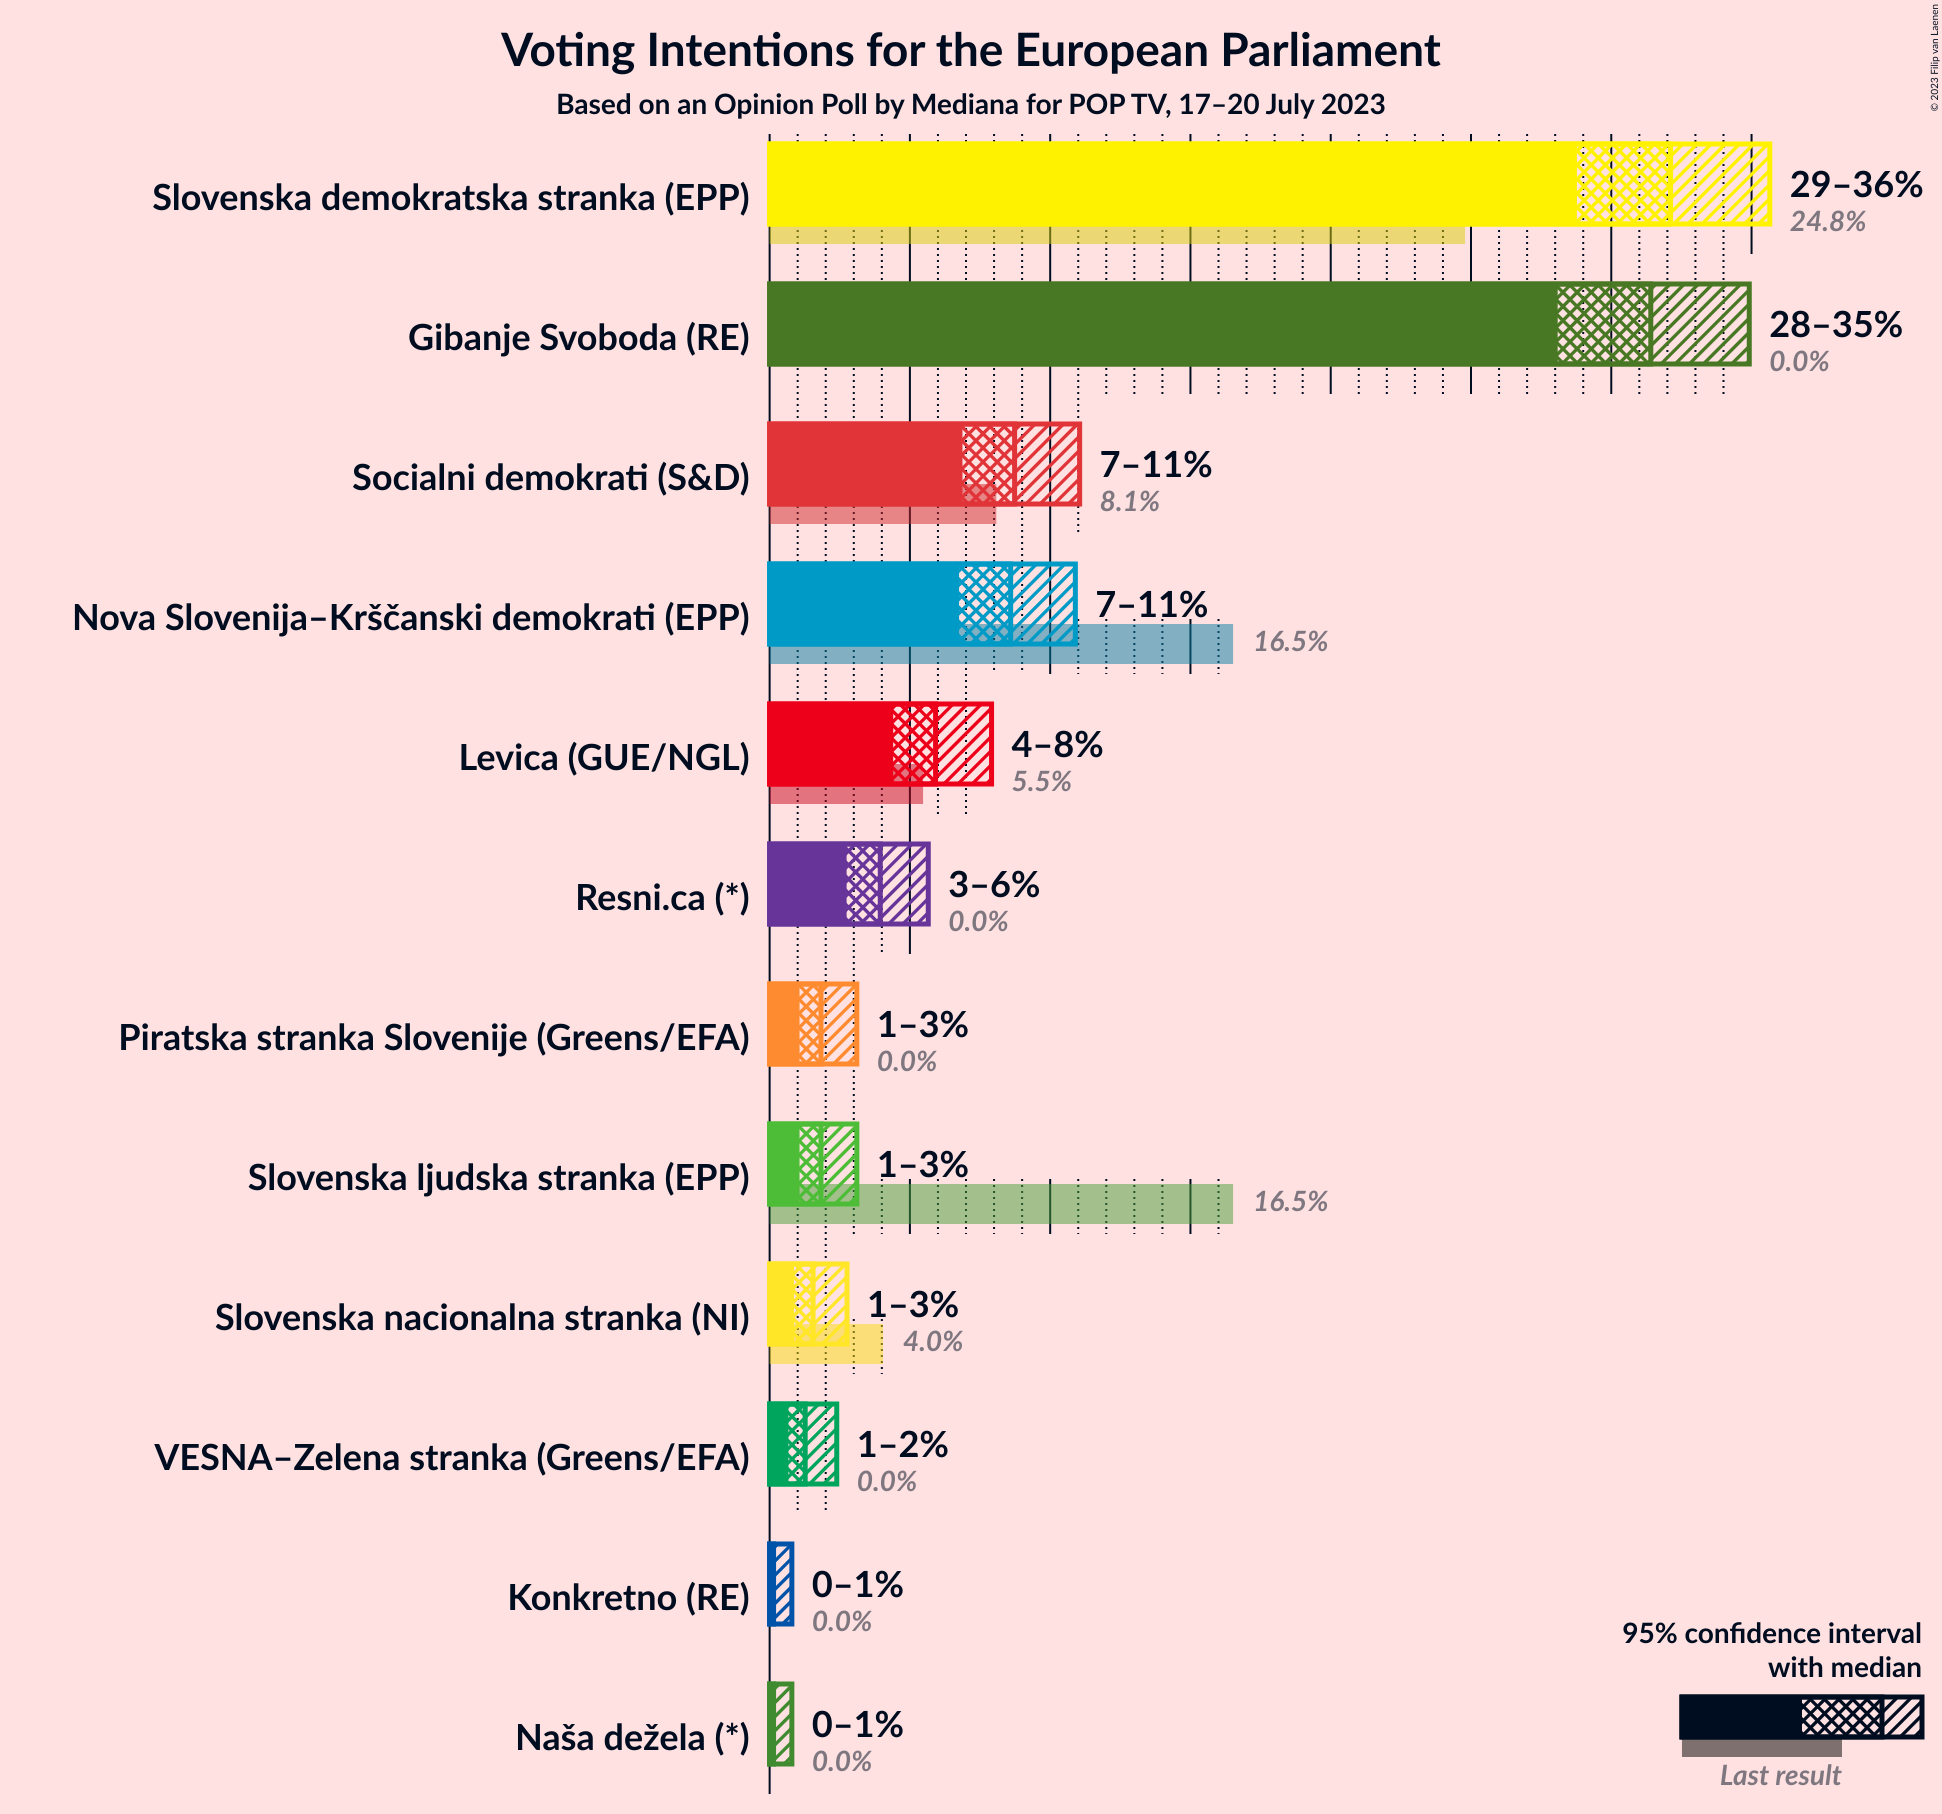 © 2023 Filip van Laenen
Voting Intentions for the European Parliament
Based on an Opinion Poll by Mediana for POP TV, 17–20 July 2023
Slovenska demokratska stranka (EPP)
29–36%
24.8%
Gibanje Svoboda (RE)
28–35%
0.0%
Socialni demokrati (S&D)
7–11%
8.1%
Nova Slovenija–Krščanski demokrati (EPP)
7–11%
16.5%
Levica (GUE/NGL)
4–8%
5.5%
Resni.ca (*)
3–6%
0.0%
Piratska stranka Slovenije (Greens/EFA)
1–3%
0.0%
Slovenska ljudska stranka (EPP)
1–3%
16.5%
Slovenska nacionalna stranka (NI)
1–3%
4.0%
VESNA–Zelena stranka (Greens/EFA)
1–2%
0.0%
Konkretno (RE)
0–1%
0.0%
Naša dežela (*)
0–1%
0.0%
95% confidence interval
with median
Last result